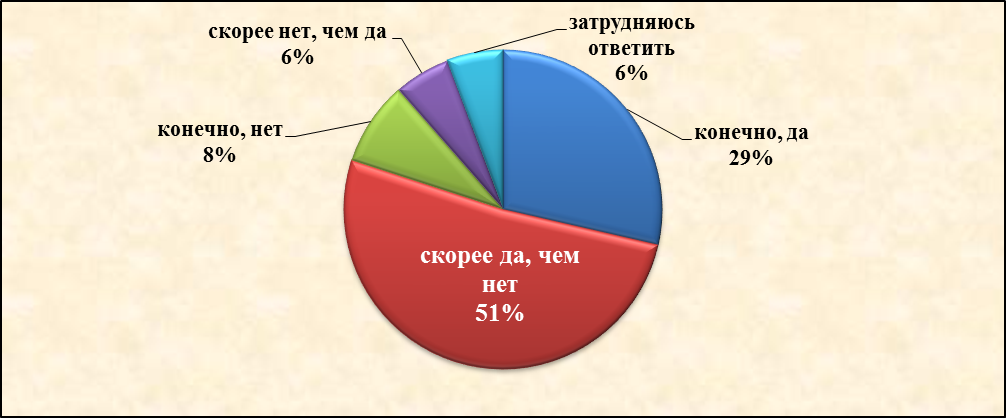 скорее нет, чем да
6%
затрудняюсь
ответить
6%
конечно, нет
8%
конечно, да
29%
скорее да, чем
нет
51%